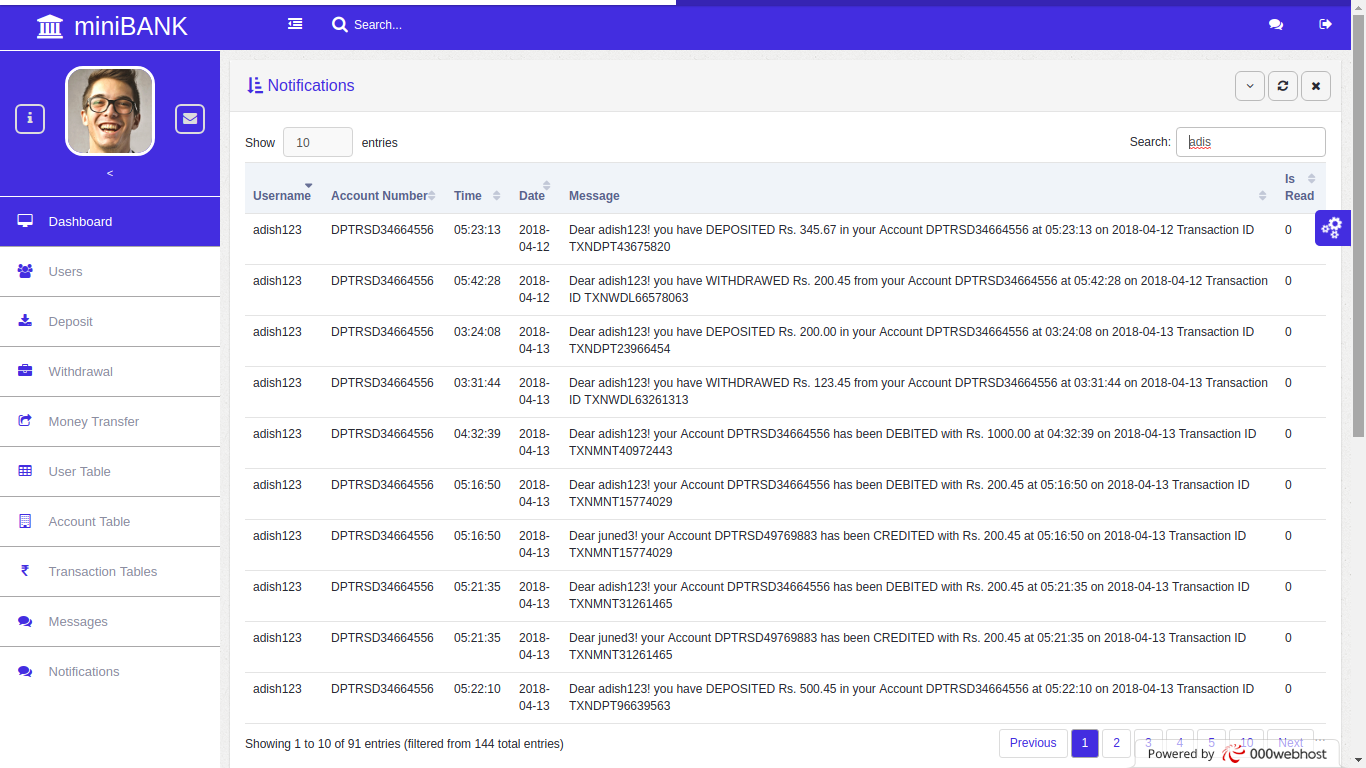 miniBANK
Search...
<
Dashboard
Users
Deposit
Withdrawal
Money Transfer
User Table
Account Table
Transaction Tables
Messages
Notifications
Notifications
Show 10 entries
Search: adis
Username Account Number Time Date Message Is Read
adish123 DPTRSD34664556 05:23:13 2018- Dear adish123! you have DEPOSITED Rs. 345.67 in your Account DPTRSD34664556 at 05:23:13 on 2018-04-12 Transaction ID 0
04-12 TXNDPT43675820
adish123 DPTRSD34664556 05:42:28 2018- Dear adish123! you have WITHDRAWED Rs. 200.45 from your Account DPTRSD34664556 at 05:42:28 on 2018-04-12 Transaction 0
04-12 ID TXNWDL66578063
adish123 DPTRSD34664556 03:24:08 2018- Dear adish123! you have DEPOSITED Rs. 200.00 in your Account DPTRSD34664556 at 03:24:08 on 2018-04-13 Transaction ID 0
04-13 TXNDPT23966454
adish123 DPTRSD34664556 03:31:44 2018- Dear adish123! you have WITHDRAWED Rs. 123.45 from your Account DPTRSD34664556 at 03:31:44 on 2018-04-13 Transaction 0
04-13 ID TXNWDL63261313
adish123 DPTRSD34664556 04:32:39 2018- Dear adish123! your Account DPTRSD34664556 has been DEBITED with Rs. 1000.00 at 04:32:39 on 2018-04-13 Transaction ID 0
04-13 TXNMNT40972443
adish123 DPTRSD34664556 05:16:50 2018- Dear adish123! your Account DPTRSD34664556 has been DEBITED with Rs. 200.45 at 05:16:50 on 2018-04-13 Transaction ID 0
04-13 TXNMNT15774029
adish123 DPTRSD34664556 05:16:50 2018- Dear juned3! your Account DPTRSD49769883 has been CREDITED with Rs. 200.45 at 05:16:50 on 2018-04-13 Transaction ID 0
04-13 TXNMNT15774029
adish123 DPTRSD34664556 05:21:35 2018- Dear adish123! your Account DPTRSD34664556 has been DEBITED with Rs. 200.45 at 05:21:35 on 2018-04-13 Transaction ID 0
04-13 TXNMNT31261465
adish123 DPTRSD34664556 05:21:35 2018- Dear juned3! your Account DPTRSD49769883 has been CREDITED with Rs. 200.45 at 05:21:35 on 2018-04-13 Transaction ID 0
04-13 TXNMNT31261465
adish123 DPTRSD34664556 05:22:10 2018- Dear adish123! you have DEPOSITED Rs. 500.45 in your Account DPTRSD34664556 at 05:22:10 on 2018-04-13 Transaction ID 0
04-13 TXNDPT96639563
Showing 1 to 10 of 91 entries (filtered from 144 total entries)
Previous 1 2 3 4 5 ... 10 Next
Powered by 000webhost